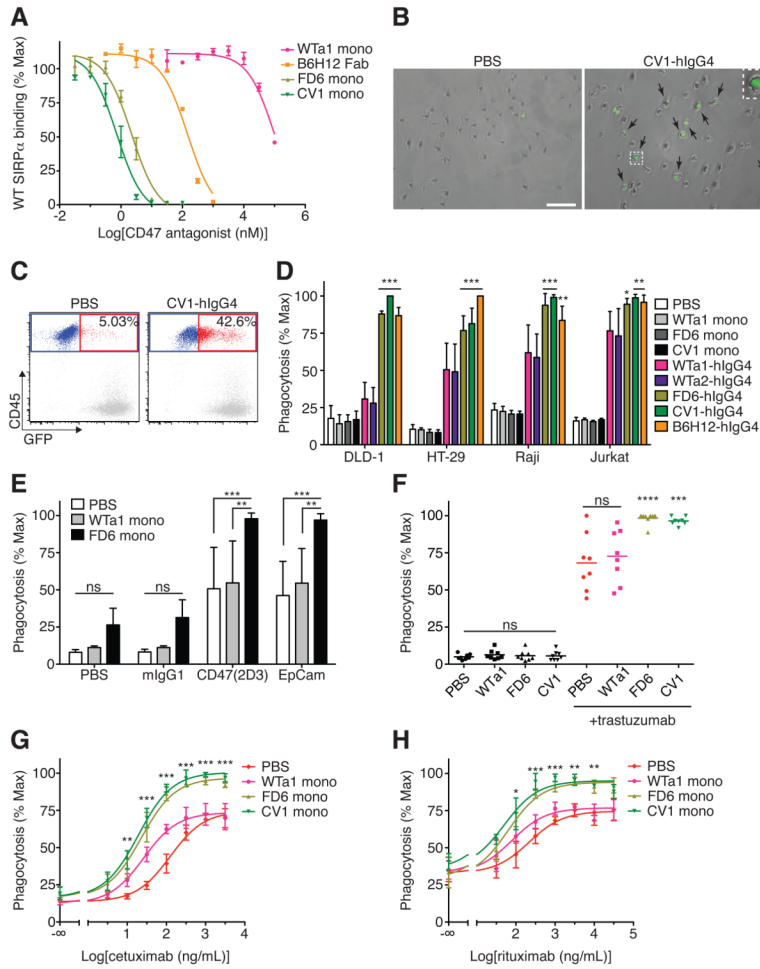 A
WT SIRPα binding (% Max)
100
75
50
25
0
-2
0
2
4
6
Log[CD47 antagonist (nM)]
WTa1 mono
B6H12 Fab
FD6 mono
CV1 mono
B
PBS
CV1-hIgG4
C
PBS
CV1-hIgG4
5.03%
42.6%
CD45
GFP
D
Phagocytosis (% Max)
100
75
50
25
0
***
***
***
**
*
**
DLD-1
HT-29
Raji
Jurkat
PBS
WTa1 mono
FD6 mono
CV1 mono
WTa1-hIgG4
WTa2-hIgG4
FD6-hIgG4
CV1-hIgG4
B6H12-hIgG4
E
Phagocytosis (% Max)
100
75
50
25
0
PBS
WTa1 mono
FD6 mono
ns
ns
***
**
***
**
PBS
mIgG1
CD47(2D3)
EpCam
F
Phagocytosis (% Max)
100
75
50
25
0
ns
ns
****
***
PBS
WTa1
FD6
CV1
PBS
WTa1
FD6
CV1
+trastuzumab
G
Phagocytosis (% Max)
100
75
50
25
0
**
***
***
***
***
***
-∞
0
1
2
3
4
Log[cetuximab (ng/mL)]
PBS
WTa1 mono
FD6 mono
CV1 mono
H
Phagocytosis (% Max)
100
75
50
25
0
*
***
***
**
**
-∞
1
2
3
4
5
Log[rituximab (ng/mL)]
PBS
WTa1 mono
FD6 mono
CV1 mono